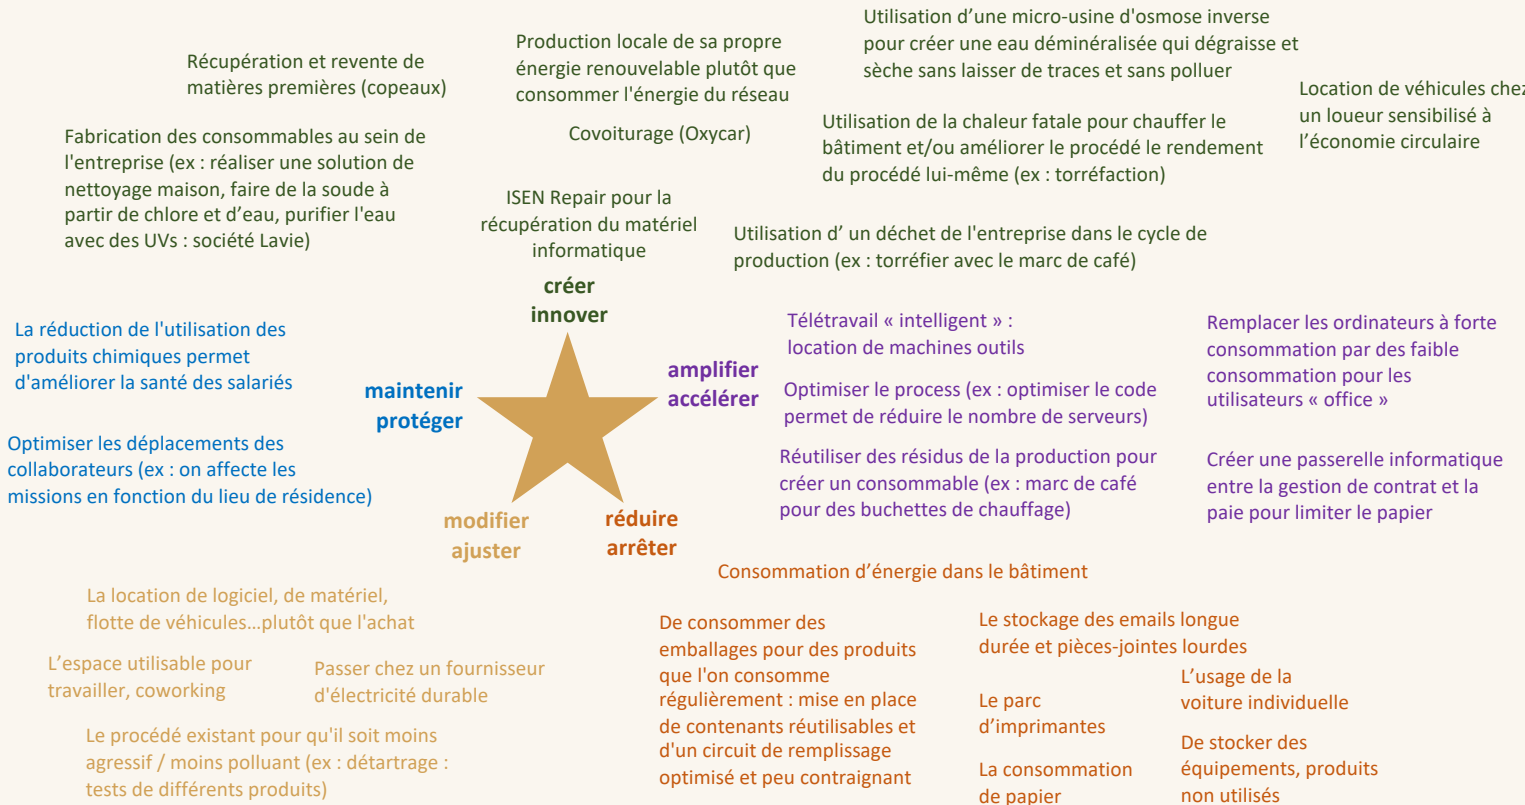 Utilisation d’une micro-usine d'osmose inverse
pour créer une eau déminéralisée qui dégraisse et
sèche sans laisser de traces et sans polluer
Production locale de sa propre
énergie renouvelable plutôt que
consommer l'énergie du réseau
Récupération et revente de
matières premières (copeaux)
Location de véhicules chez
un loueur sensibilisé à
l’économie circulaire
Fabrication des consommables au sein de
l'entreprise (ex : réaliser une solution de
nettoyage maison, faire de la soude à
partir de chlore et d’eau, purifier l'eau
avec des UVs : société Lavie)
Covoiturage (Oxycar)
Utilisation de la chaleur fatale pour chauffer le
bâtiment et/ou améliorer le procédé le rendement
du procédé lui-même (ex : torréfaction)
ISEN Repair pour la
récupération du matériel
informatique
Utilisation d’ un déchet de l'entreprise dans le cycle de
production (ex : torréfier avec le marc de café)
créer
innover
La réduction de l'utilisation des
produits chimiques permet
d'améliorer la santé des salariés
maintenir
protéger
Optimiser les déplacements des
collaborateurs (ex : on affecte les
missions en fonction du lieu de résidence)
amplifier
accélérer
Télétravail « intelligent » :
location de machines outils
Optimiser le process (ex : optimiser le code
permet de réduire le nombre de serveurs)
Réutiliser des résidus de la production pour
créer un consommable (ex : marc de café
pour des buchettes de chauffage)
Remplacer les ordinateurs à forte
consommation par des faible
consommation pour les
utilisateurs « office »
Créer une passerelle informatique
entre la gestion de contrat et la
paie pour limiter le papier
modifier
ajuster
réduire
arrêter
La location de logiciel, de matériel,
flotte de véhicules…plutôt que l'achat
L’espace utilisable pour
travailler, coworking
Passer chez un fournisseur
d'électricité durable
Le procédé existant pour qu'il soit moins
agressif / moins polluant (ex : détartrage :
tests de différents produits)
Consommation d’énergie dans le bâtiment
De consommer des
emballages pour des produits
que l'on consomme
régulièrement : mise en place
de contenants réutilisables et
d'un circuit de remplissage
optimisé et peu contraignant
Le stockage des emails longue
durée et pièces-jointes lourdes
Le parc
d’imprimantes
La consommation
de papier
L’usage de la
voiture individuelle
De stocker des
équipements, produits
non utilisés